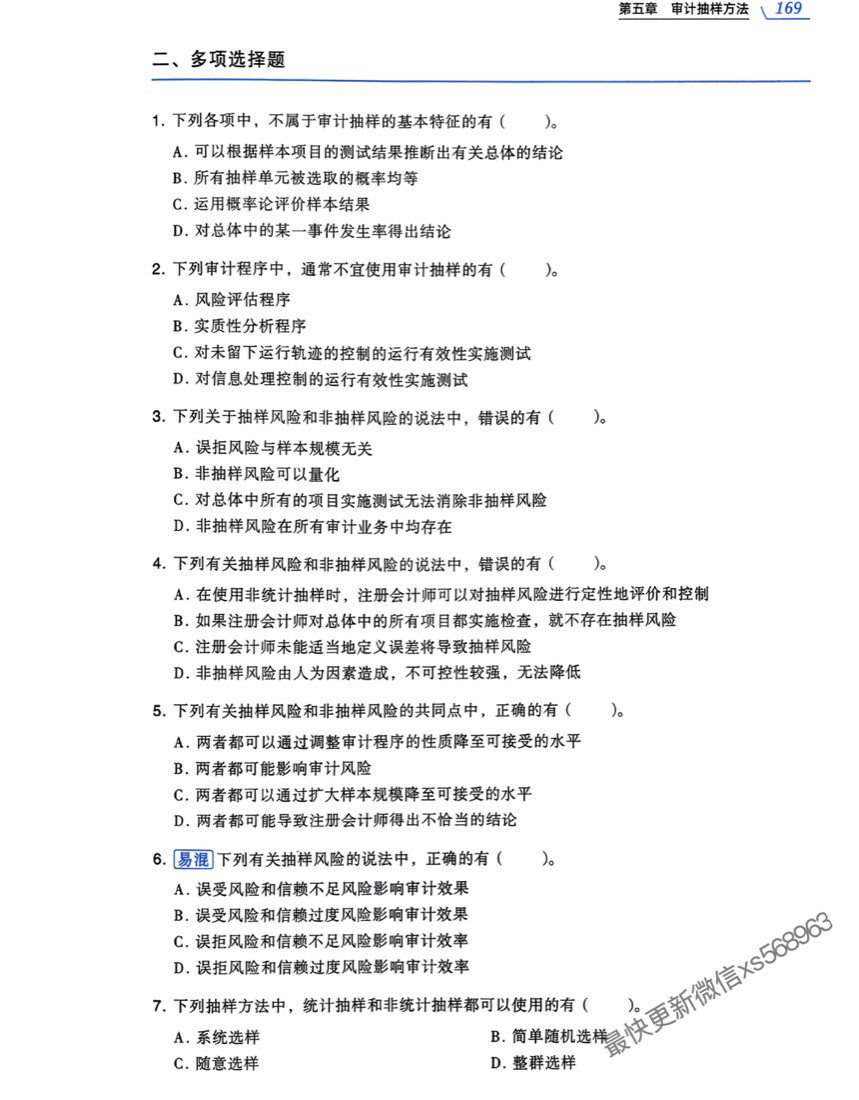 第五章 审计抽样方法 169
二、多项选择题
1. 下列各项中，不属于审计抽样的基本特征的有（ ）。
A. 可以根据样本项目的测试结果推断出有关总体的结论
B. 所有抽样单元被选取的概率均等
C. 运用概率论评价样本结果
D. 对总体中的某一事件发生率得出结论
2. 下列审计程序中，通常不宜使用审计抽样的有（ ）。
A. 风险评估程序
B. 实质性分析程序
C. 对未留下运行轨迹的控制的运行有效性实施测试
D. 对信息处理控制的运行有效性实施测试
3. 下列关于抽样风险和非抽样风险的说法中，错误的有（ ）。
A. 误拒风险与样本规模无关
B. 非抽样风险可以量化
C. 对总体中所有的项目实施测试无法消除非抽样风险
D. 非抽样风险在所有审计业务中均存在
4. 下列有关抽样风险和非抽样风险的说法中，错误的有（ ）。
A. 在使用非统计抽样时，注册会计师可以对抽样风险进行定性地评价和控制
B. 如果注册会计师对总体中的所有项目都实施检查，就不存在抽样风险
C. 注册会计师未能适当地定义误差将导致抽样风险
D. 非抽样风险由人为因素造成，不可控性较强，无法降低
5. 下列有关抽样风险和非抽样风险的共同点中，正确的有（ ）。
A. 两者都可以通过调整审计程序的性质降至可接受的水平
B. 两者都可能影响审计风险
C. 两者都可以通过扩大样本规模降至可接受的水平
D. 两者都可能导致注册会计师得出不恰当的结论
6. 易混 下列有关抽样风险的说法中，正确的有（ ）。
A. 误受风险和信赖不足风险影响审计效果
B. 误受风险和信赖过度风险影响审计效果
C. 误拒风险和信赖不足风险影响审计效率
D. 误拒风险和信赖过度风险影响审计效率
7. 下列抽样方法中，统计抽样和非统计抽样都可以使用的有（ ）。
A. 系统选样 B. 简单随机选样
C. 随意选样 D. 整群选样
最快更新微信xs568963